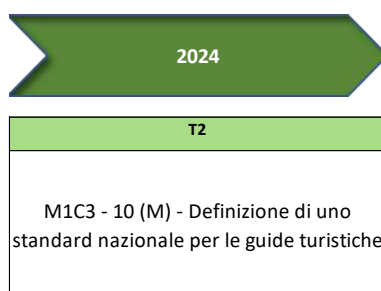 2024
T2
M1C3 - 10 (M) - Definizione di uno
standard nazionale per le guide turistiche